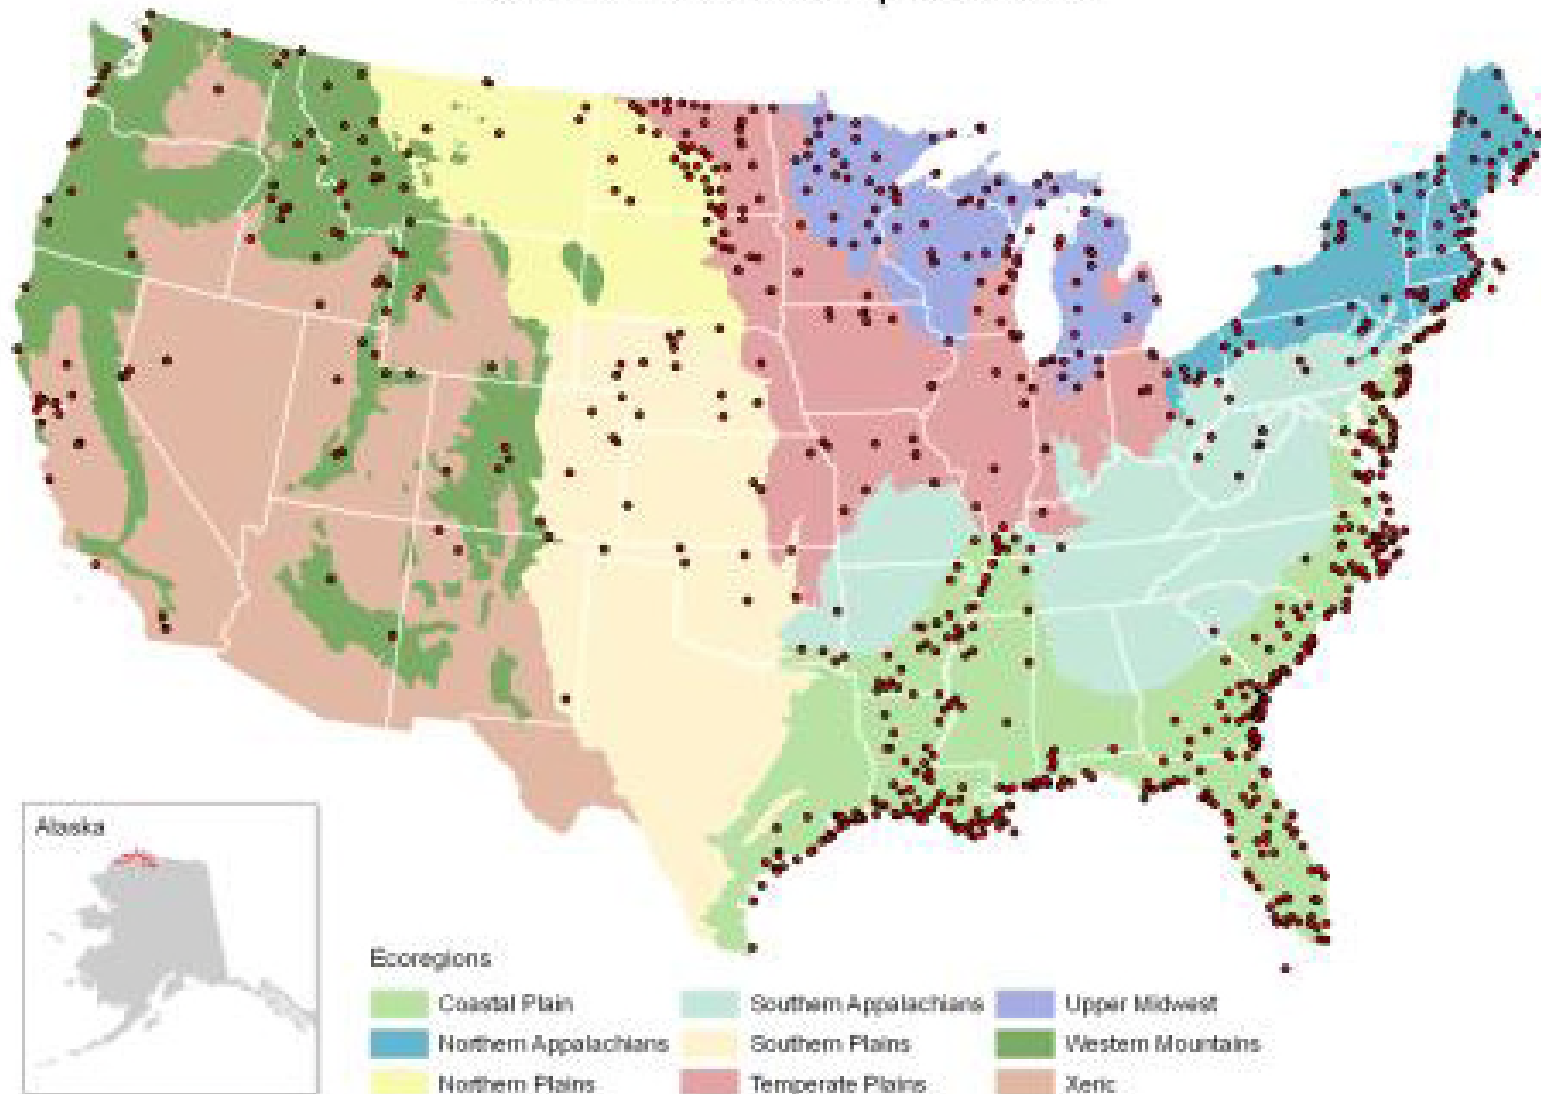 Alaska
Ecoregions
Coastal Plain
Northern Appalachians
Northern Plains
Southern Appalachians
Southern Plains
Temperate Plains
Upper Midwest
Western Mountains
Xeric